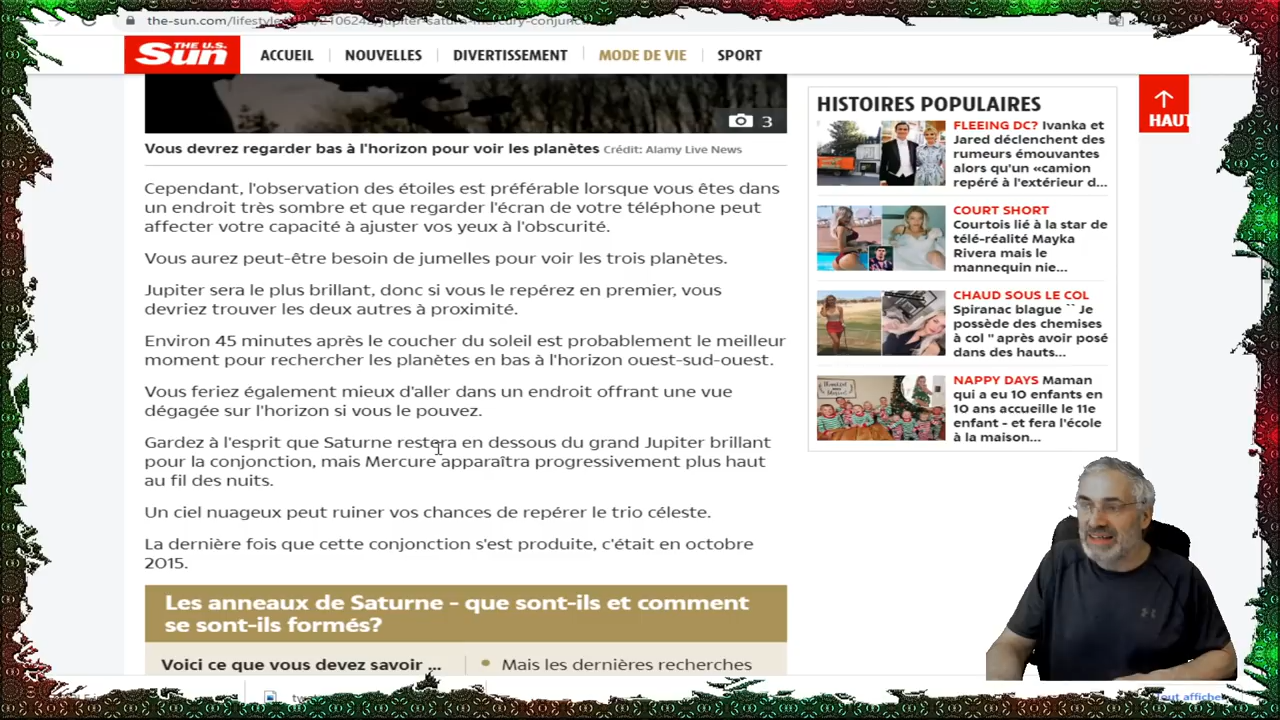 the-sun.com/lifestyle
THE U.S. Sun
ACCUEIL
NOUVELLES
DIVERTISSEMENT
MODE DE VIE
SPORT
3
Vous devrez regarder bas à l'horizon pour voir les planètes Crédit: Alamy Live News
Cependant, l'observation des étoiles est préférable lorsque vous êtes dans
un endroit très sombre et que regarder l'écran de votre téléphone peut
affecter votre capacité à ajuster vos yeux à l'obscurité.
Vous aurez peut-être besoin de jumelles pour voir les trois planètes.
Jupiter sera le plus brillant, donc si vous le repérez en premier, vous
devriez trouver les deux autres à proximité.
Environ 45 minutes après le coucher du soleil est probablement le meilleur
moment pour rechercher les planètes en bas à l'horizon ouest-sud-ouest.
Vous feriez également mieux d'aller dans un endroit offrant une vue
dégagée sur l'horizon si vous le pouvez.
Gardez à l'esprit que Saturne restera en dessous du grand Jupiter brillant
pour la conjonction, mais Mercure apparaîtra progressivement plus haut
au fil des nuits.
Un ciel nuageux peut ruiner vos chances de repérer le trio céleste.
La dernière fois que cette conjonction s'est produite, c'était en octobre
2015.
Les anneaux de Saturne - que sont-ils et comment
se sont-ils formés?
Voici ce que vous devez savoir ...
Mais les dernières recherches
HISTOIRES POPULAIRES
FLEEING DC? Ivanka et
Jared déclenchent des
rumeurs émouvantes
alors qu'un «camion
repéré à l'extérieur d...
COURT SHORT
Courtois lié à la star de
télé-réalité Mayka
Rivera mais le
mannequin nie...
CHAUD SOUS LE COL
Spiranac blague `` Je
possède des chemises
à col '' après avoir posé
dans des hauts...
NAPPY DAYS Maman
qui a eu 10 enfants en
10 ans accueille le 11e
enfant - et fera l'école
à la maison...
HAUT
Tout afficher